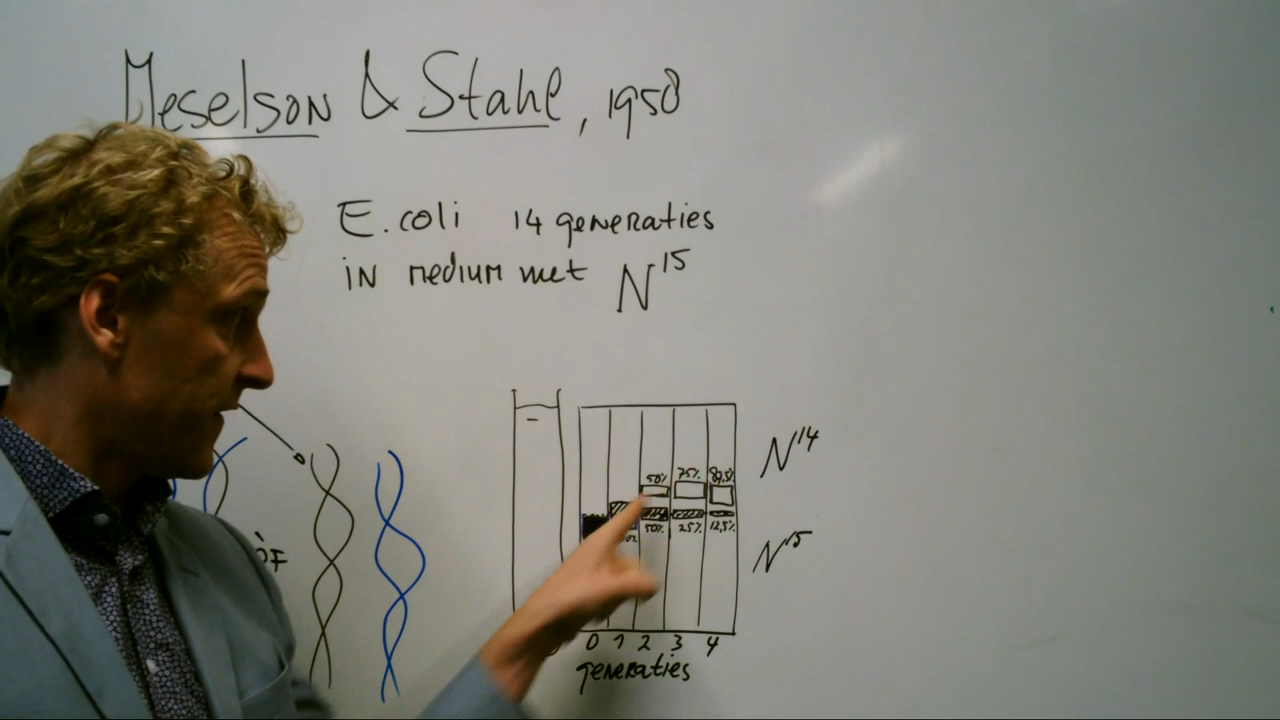 Meselson & Stahl, 1958
E. coli 14 generaties
in medium met N¹⁵
N¹⁴
50% 75% 87,5%
50% 25% 12,5%
N¹⁵
ÒF
0 1 2 3 4
generaties